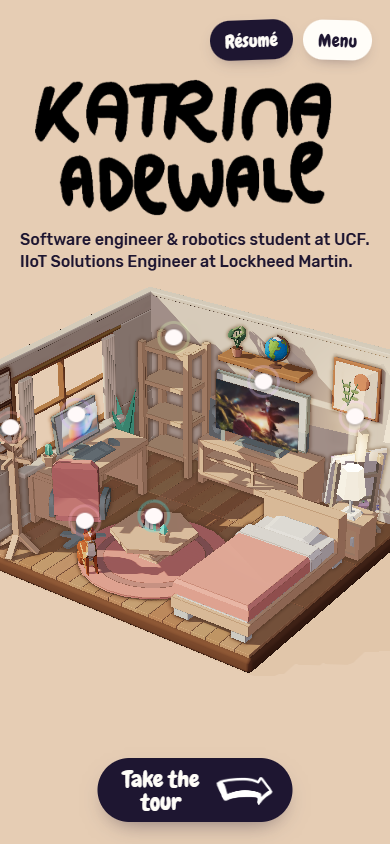 Résumé
Menu
KATRINA
ADEWALE
Software engineer & robotics student at UCF.
IIoT Solutions Engineer at Lockheed Martin.
Take the
tour